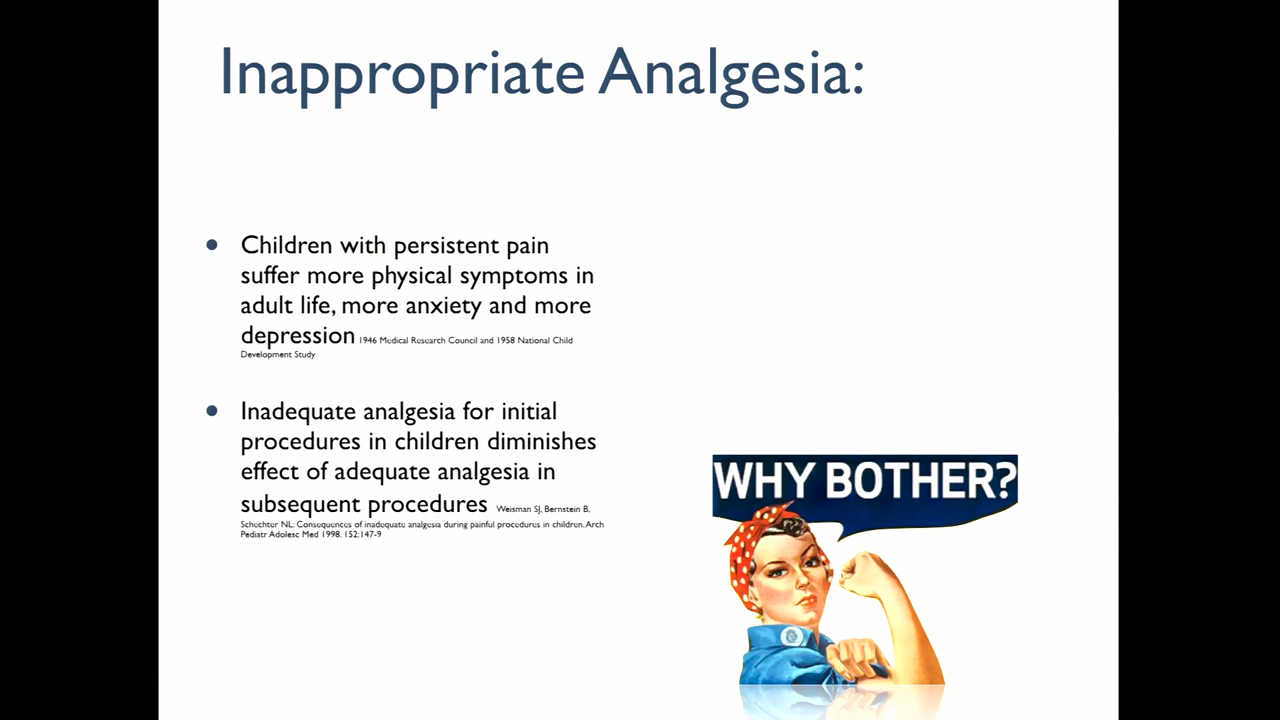 Inappropriate Analgesia:
Children with persistent pain
suffer more physical symptoms in
adult life, more anxiety and more
depression 1946 Medical Research Council and 1958 National Child
Development Study
Inadequate analgesia for initial
procedures in children diminishes
effect of adequate analgesia in
subsequent procedures Weisman SJ, Bernstein B,
Schechter NL: Consequences of inadequate analgesia during painful procedures in children. Arch
Pediatr Adolesc Med 1998. 152:147-9
WHY BOTHER?